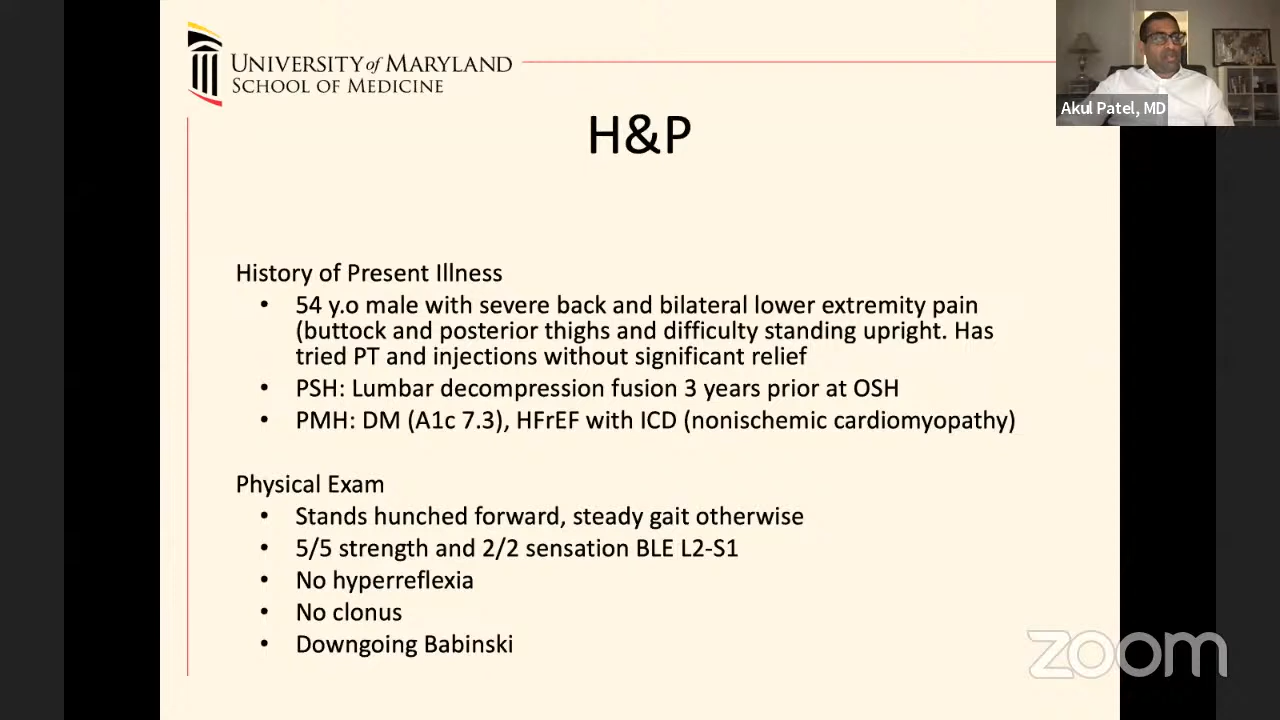 UNIVERSITY of MARYLAND
SCHOOL OF MEDICINE
Akul Patel, MD
H&P
History of Present Illness
• 54 y.o male with severe back and bilateral lower extremity pain
(buttock and posterior thighs and difficulty standing upright. Has
tried PT and injections without significant relief
• PSH: Lumbar decompression fusion 3 years prior at OSH
• PMH: DM (A1c 7.3), HFrEF with ICD (nonischemic cardiomyopathy)
Physical Exam
• Stands hunched forward, steady gait otherwise
• 5/5 strength and 2/2 sensation BLE L2-S1
• No hyperreflexia
• No clonus
• Downgoing Babinski
zoom